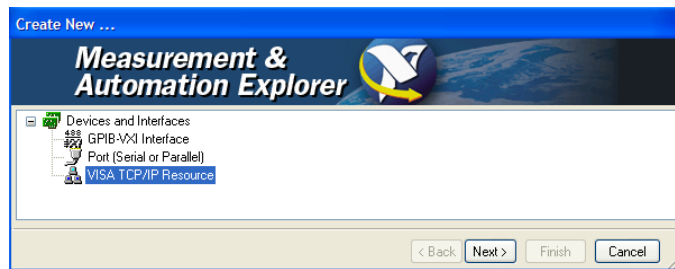 Create New ...
Measurement &
Automation Explorer
Devices and Interfaces
GPIB-VXI Interface
Port (Serial or Parallel)
VISA TCP/IP Resource
< Back Next > Finish Cancel